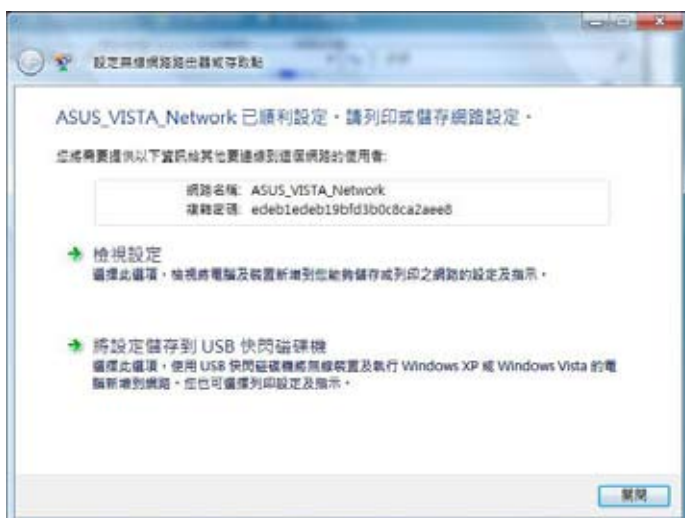 設定無線網路路由器或存取點
ASUS_VISTA_Network 已順利設定。請列印或儲存網路設定。
您將需要提供以下資訊給其他要連線到這個網路的使用者:
網路名稱: ASUS_VISTA_Network
複雜密碼: edeb1edeb19bfd3b0c8ca2aee8
檢視設定
選擇此選項，檢視將電腦及裝置新增到您能夠儲存或列印之網路的設定及指示。
將設定儲存到 USB 快閃磁碟機
選擇此選項，使用 USB 快閃磁碟機將無線裝置及執行 Windows XP 或 Windows Vista 的電
腦新增到網路。您也可選擇列印設定及指示。
關閉